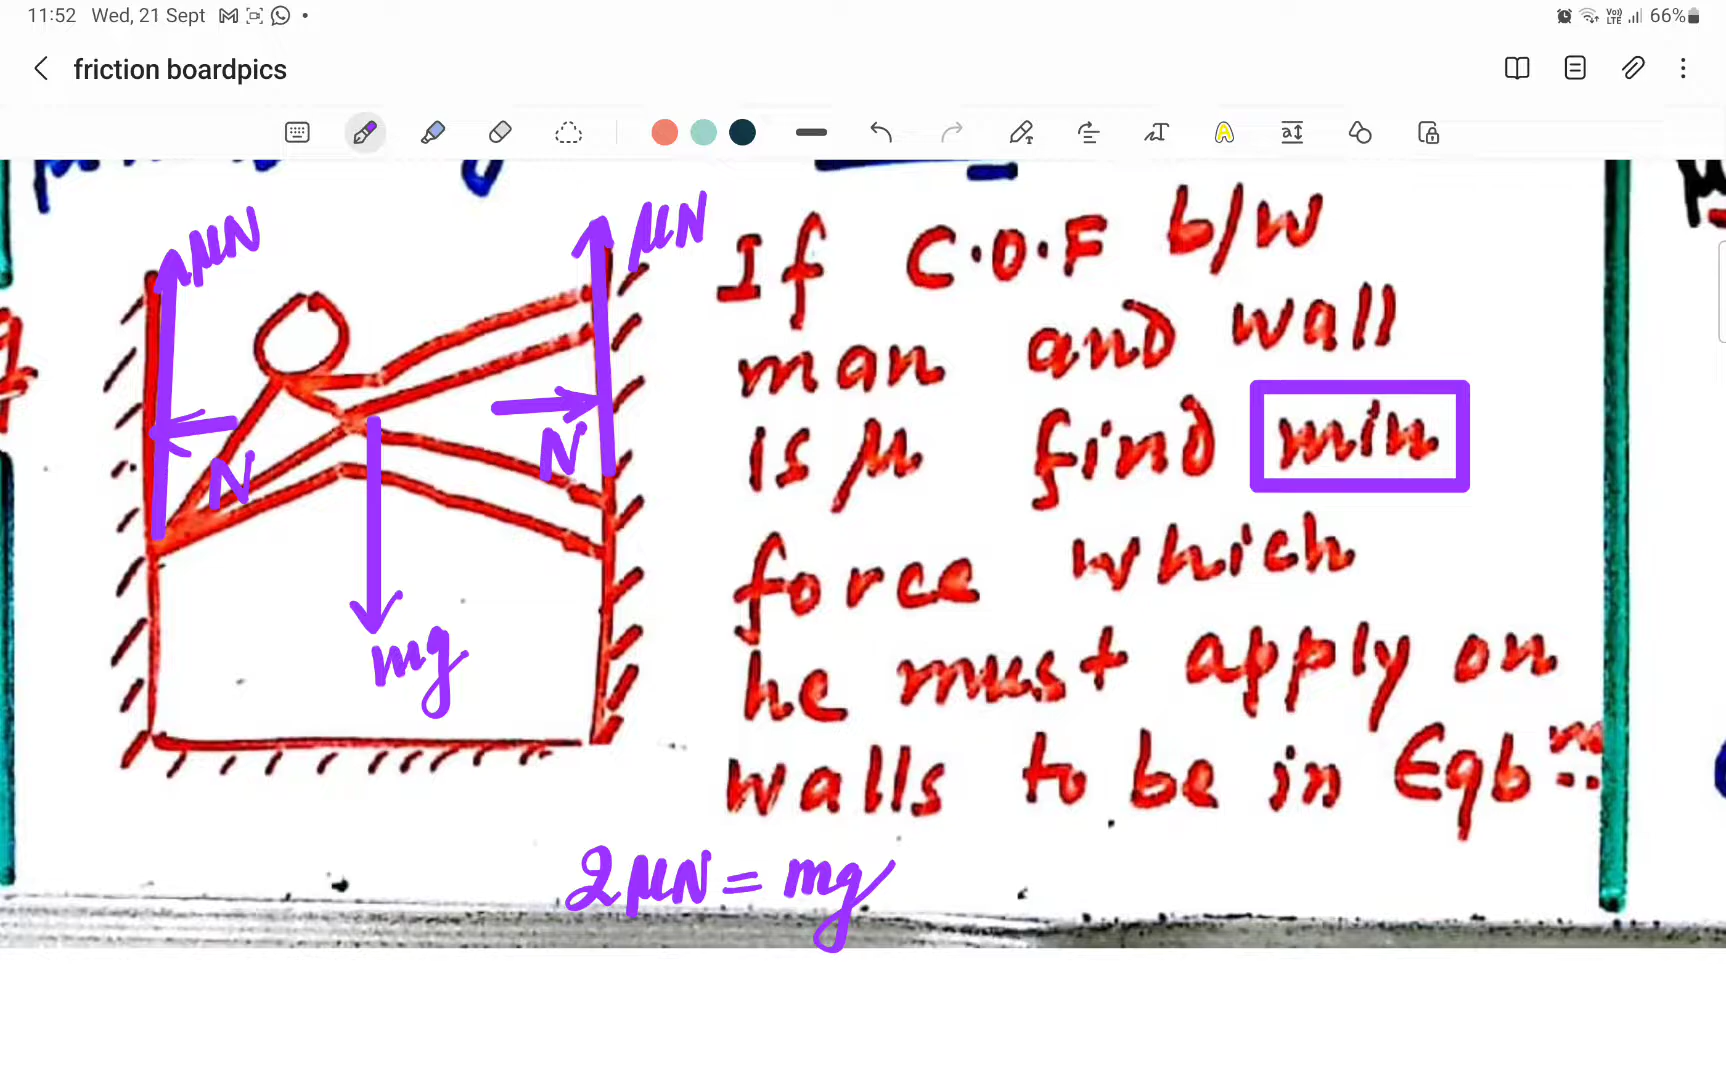 11:52 Wed, 21 Sept
66%
friction boardpics
μN
μN
If C.O.F b/w
man and wall
is μ find min
N
N
force which
mg
he must apply on
walls to be in Eqb
2μN = mg